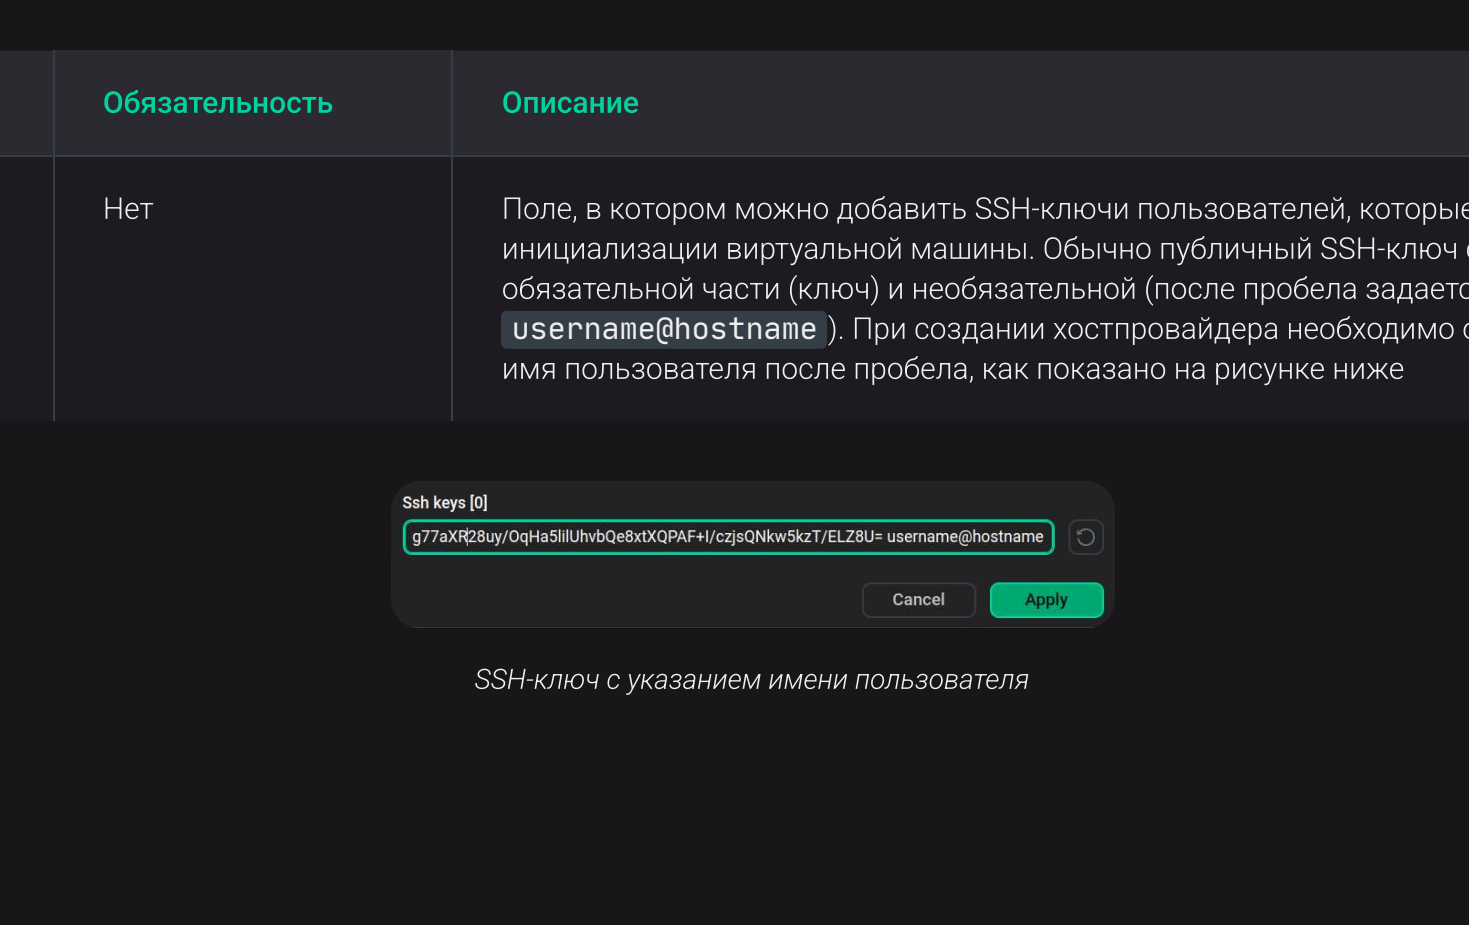 Обязательность
Описание
Нет
Поле, в котором можно добавить SSH-ключи пользователей, которые
инициализации виртуальной машины. Обычно публичный SSH-ключ
обязательной части (ключ) и необязательной (после пробела
username@hostname). При создании хостпровайдера необходимо
имя пользователя после пробела, как показано на рисунке ниже
Ssh keys [0]
g77aXR28uy/OqHa5lilUhvbQe8xtXQPAF+I/czjsQNkw5kzT/ELZ8U= username@hostname
Cancel
Apply
SSH-ключ с указанием имени пользователя